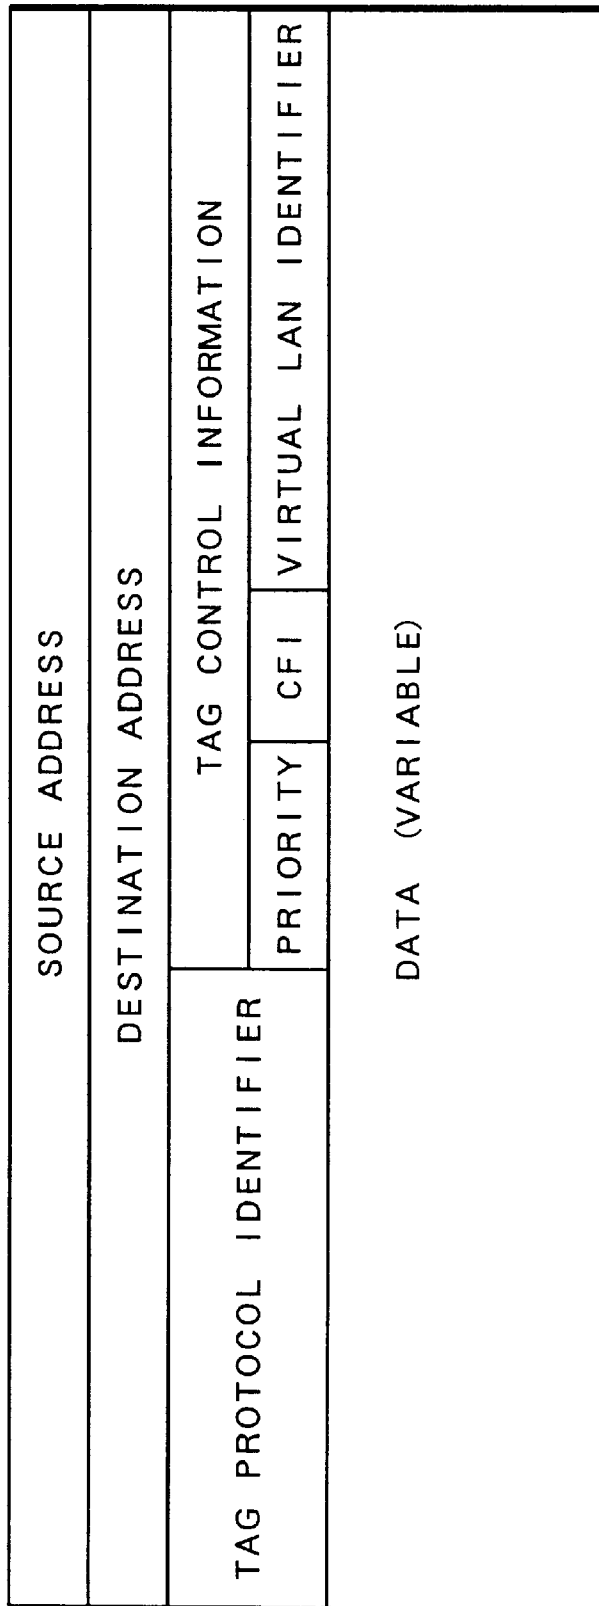 SOURCE ADDRESS
DESTINATION ADDRESS
TAG PROTOCOL IDENTIFIER
TAG CONTROL INFORMATION
PRIORITY
CFI
VIRTUAL LAN IDENTIFIER
DATA (VARIABLE)